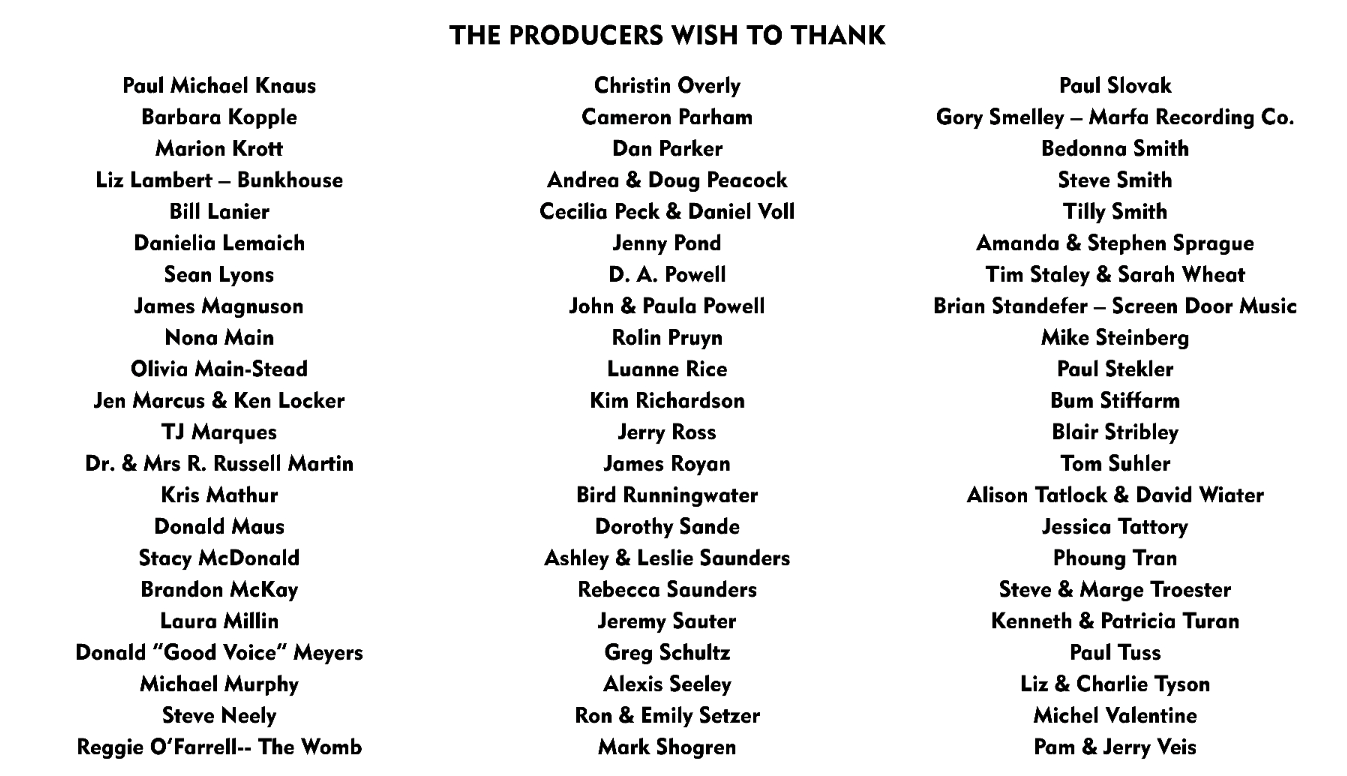 THE PRODUCERS WISH TO THANK
Paul Michael Knaus
Barbara Kopple
Marion Krott
Liz Lambert – Bunkhouse
Bill Lanier
Danielia Lemaich
Sean Lyons
James Magnuson
Nona Main
Olivia Main-Stead
Jen Marcus & Ken Locker
TJ Marques
Dr. & Mrs R. Russell Martin
Kris Mathur
Donald Maus
Stacy McDonald
Brandon McKay
Laura Millin
Donald “Good Voice” Meyers
Michael Murphy
Steve Neely
Reggie O’Farrell-- The Womb
Christin Overly
Cameron Parham
Dan Parker
Andrea & Doug Peacock
Cecilia Peck & Daniel Voll
Jenny Pond
D. A. Powell
John & Paula Powell
Rolin Pruyn
Luanne Rice
Kim Richardson
Jerry Ross
James Royan
Bird Runningwater
Dorothy Sande
Ashley & Leslie Saunders
Rebecca Saunders
Jeremy Sauter
Greg Schultz
Alexis Seeley
Ron & Emily Setzer
Mark Shogren
Paul Slovak
Gory Smelley – Marfa Recording Co.
Bedonna Smith
Steve Smith
Tilly Smith
Amanda & Stephen Sprague
Tim Staley & Sarah Wheat
Brian Standefer – Screen Door Music
Mike Steinberg
Paul Stekler
Bum Stiffarm
Blair Stribley
Tom Suhler
Alison Tatlock & David Wiater
Jessica Tattory
Phoung Tran
Steve & Marge Troester
Kenneth & Patricia Turan
Paul Tuss
Liz & Charlie Tyson
Michel Valentine
Pam & Jerry Veis